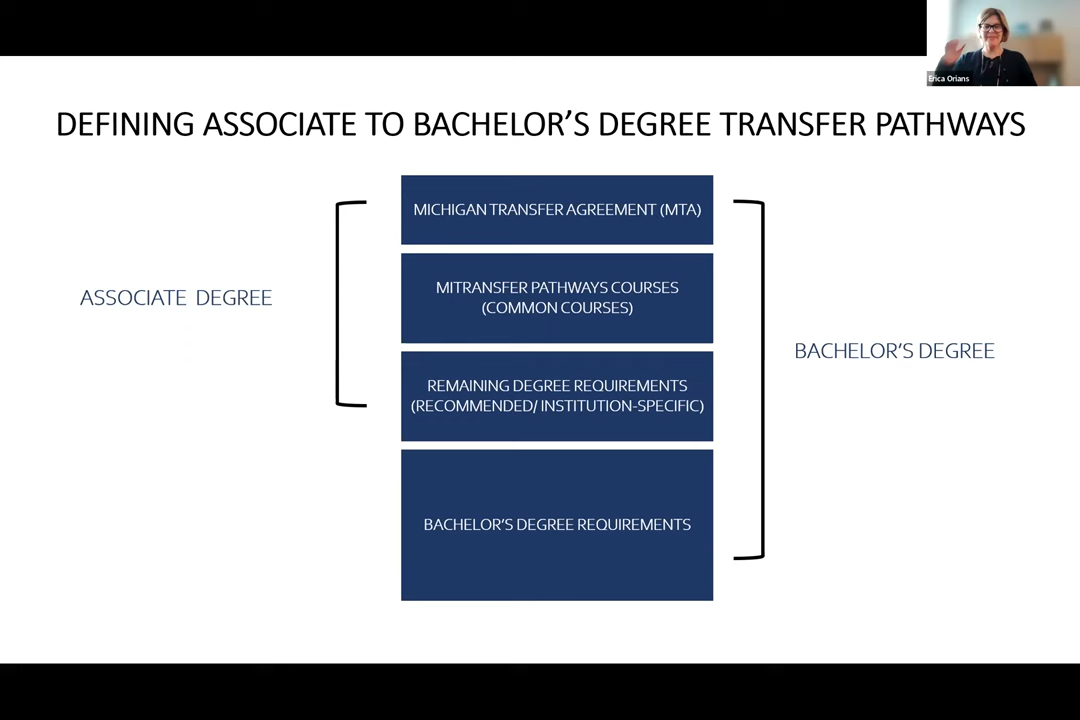 Erica Orians
DEFINING ASSOCIATE TO BACHELOR'S DEGREE TRANSFER PATHWAYS
MICHIGAN TRANSFER AGREEMENT (MTA)
MITRANSFER PATHWAYS COURSES
(COMMON COURSES)
ASSOCIATE DEGREE
BACHELOR'S DEGREE
REMAINING DEGREE REQUIREMENTS
(RECOMMENDED/ INSTITUTION-SPECIFIC)
BACHELOR'S DEGREE REQUIREMENTS